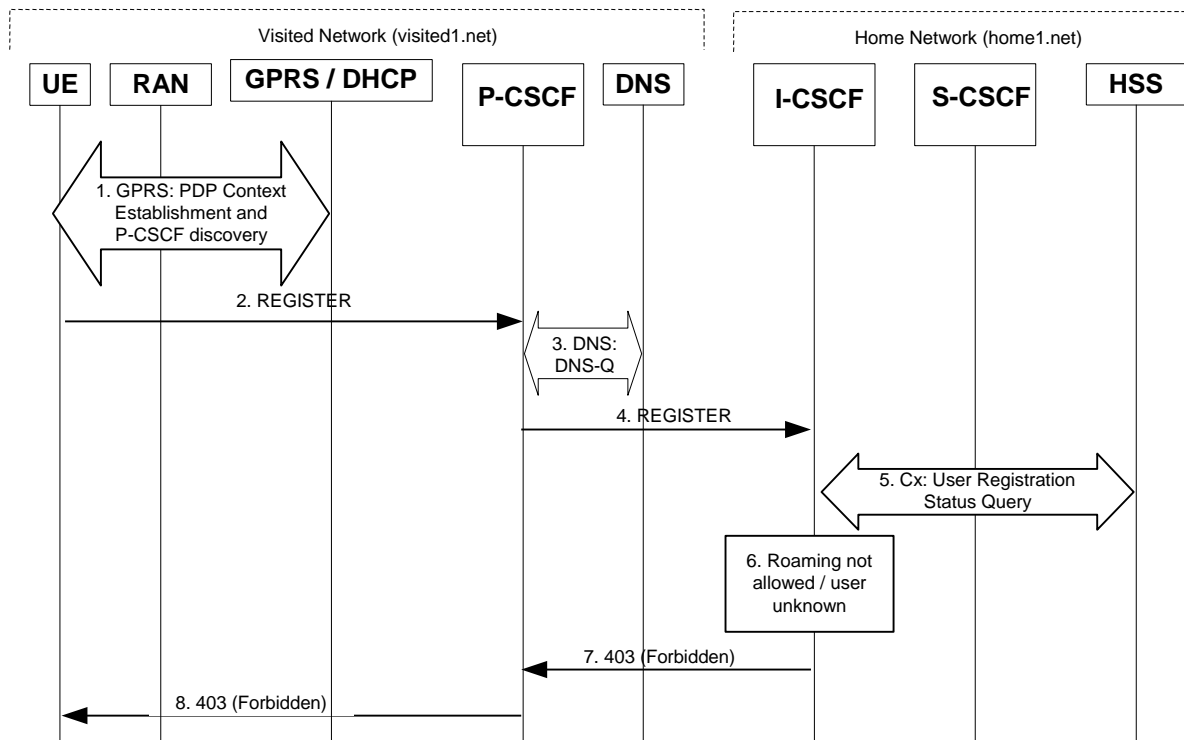 Visited Network (visited1.net)
Home Network (home1.net)
UE
RAN
GPRS / DHCP
P-CSCF
DNS
I-CSCF
S-CSCF
HSS
1. GPRS: PDP Context
Establishment and
P-CSCF discovery
2. REGISTER
3. DNS:
DNS-Q
4. REGISTER
5. Cx: User Registration
Status Query
6. Roaming not
allowed / user
unknown
7. 403 (Forbidden)
8. 403 (Forbidden)